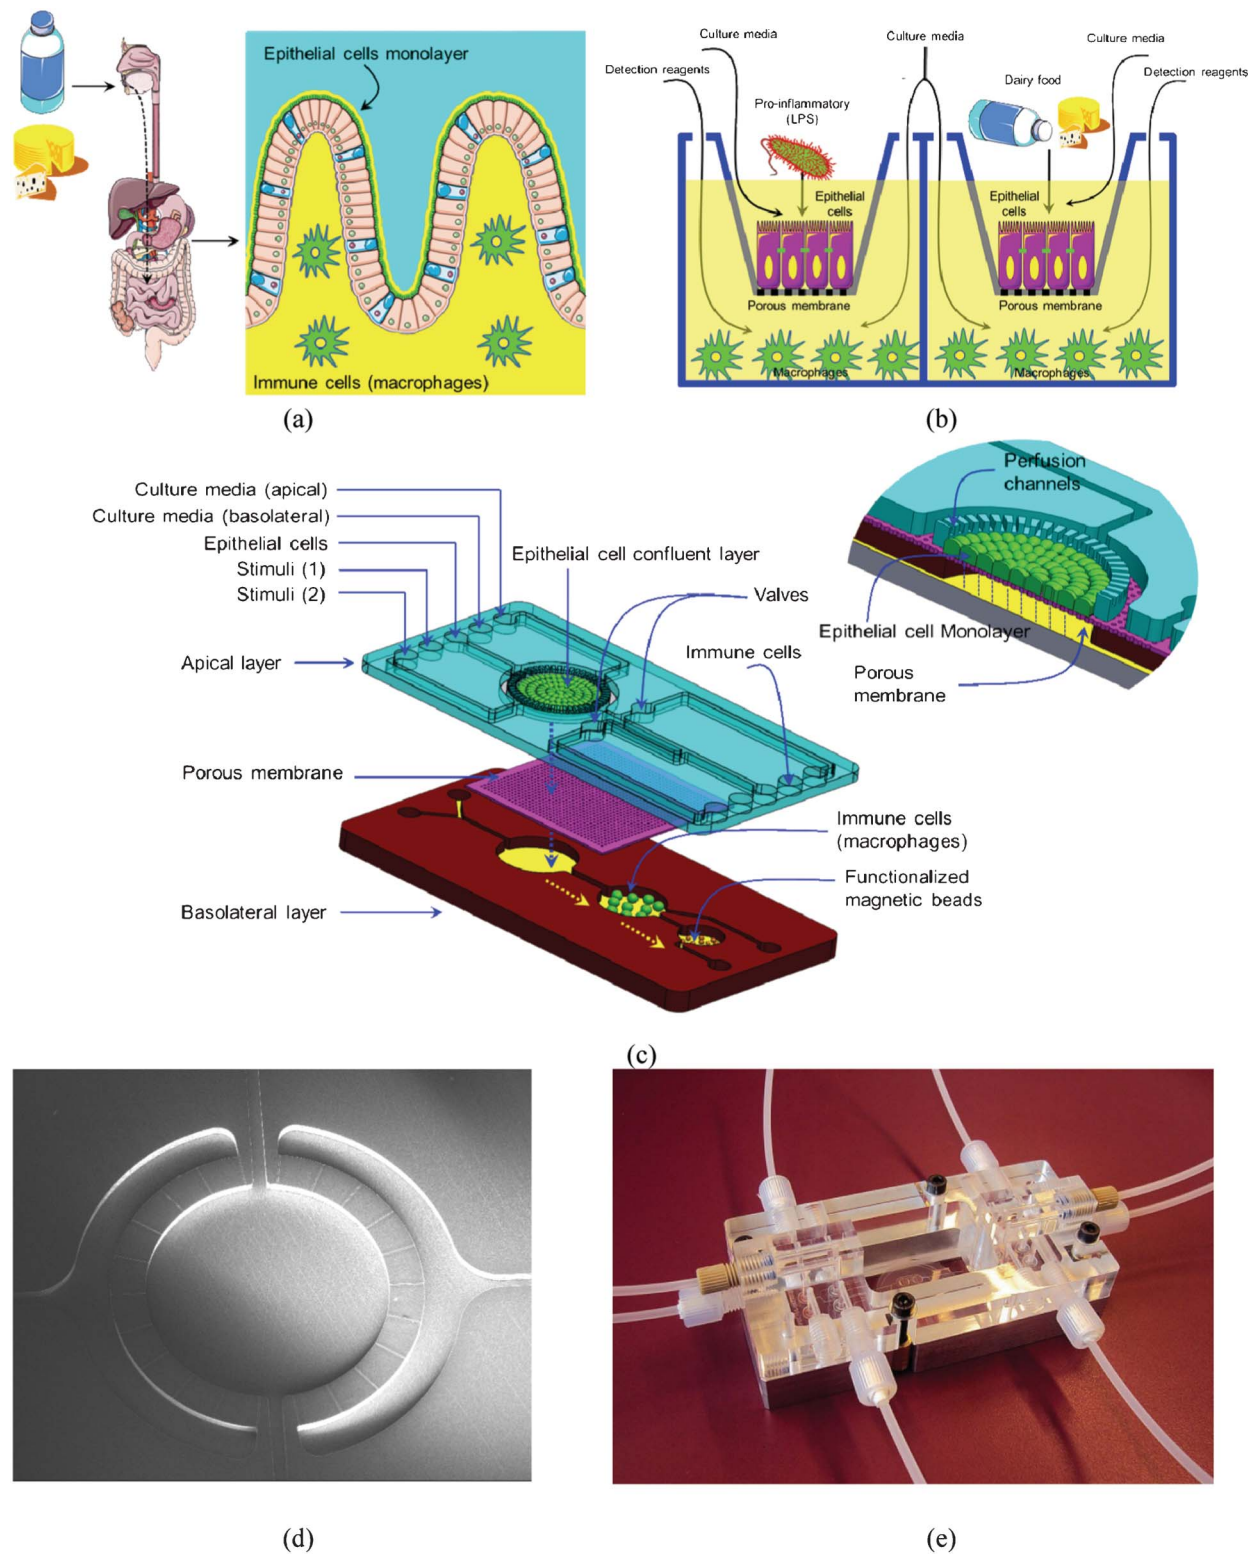 Epithelial cells monolayer
Immune cells (macrophages)
(a)
Culture media
Culture media
Culture media
Detection reagents
Detection reagents
Dairy food
Pro-inflammatory
(LPS)
Epithelial
cells
Epithelial
cells
Porous membrane
Porous membrane
Macrophages
Macrophages
(b)
Perfusion
channels
Epithelial cell Monolayer
Porous
membrane
Culture media (apical)
Culture media (basolateral)
Epithelial cells
Stimuli (1)
Stimuli (2)
Epithelial cell confluent layer
Valves
Immune cells
Apical layer
Porous membrane
Immune cells
(macrophages)
Functionalized
magnetic beads
Basolateral layer
(c)
(d)
(e)